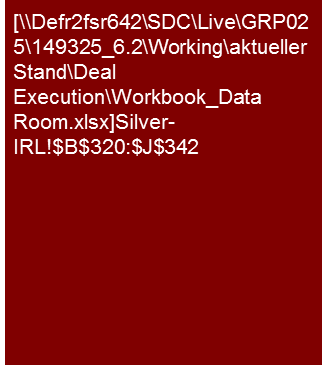 [\\Defr2fsr642\SDC\Live\GRP02
5\149325_6.2\Working\aktueller
Stand\Deal
Execution\Workbook_Data
Room.xlsx]Silver-
IRL!$B$320:$J$342